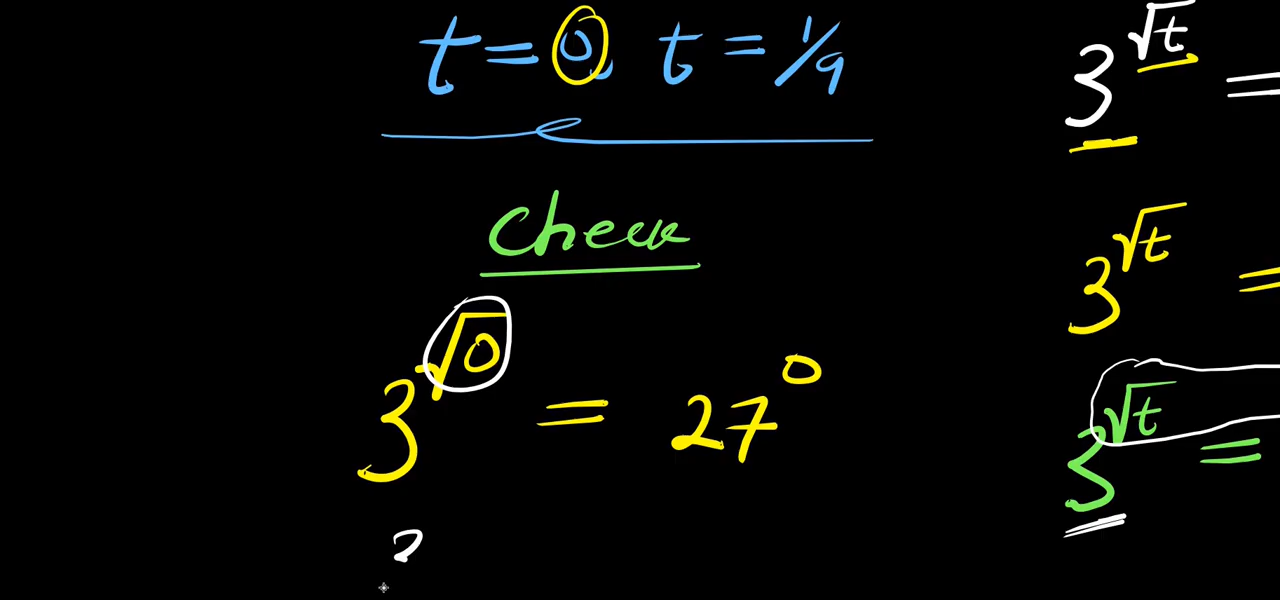 t = 0, t = 1/9
Check
3^√0 = 27^0
3^√t =
3^√t =
3^√t =